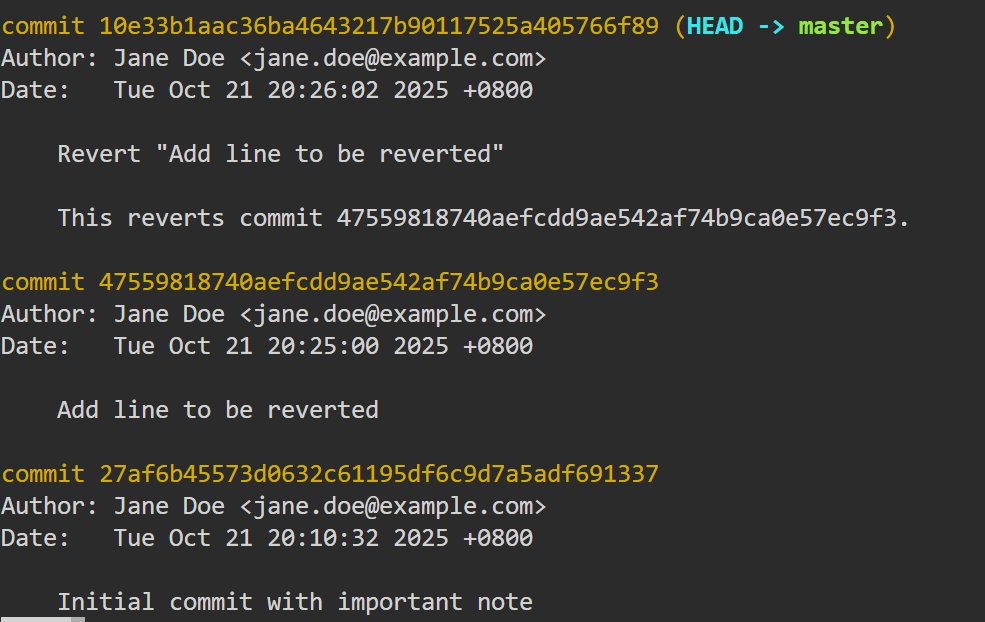 commit 10e33b1aac36ba4643217b90117525a405766f89 (HEAD -> master)
Author: Jane Doe <jane.doe@example.com>
Date:   Tue Oct 21 20:26:02 2025 +0800

    Revert "Add line to be reverted"

    This reverts commit 47559818740aefcdd9ae542af74b9ca0e57ec9f3.

commit 47559818740aefcdd9ae542af74b9ca0e57ec9f3
Author: Jane Doe <jane.doe@example.com>
Date:   Tue Oct 21 20:25:00 2025 +0800

    Add line to be reverted

commit 27af6b45573d0632c61195df6c9d7a5adf691337
Author: Jane Doe <jane.doe@example.com>
Date:   Tue Oct 21 20:10:32 2025 +0800

    Initial commit with important note